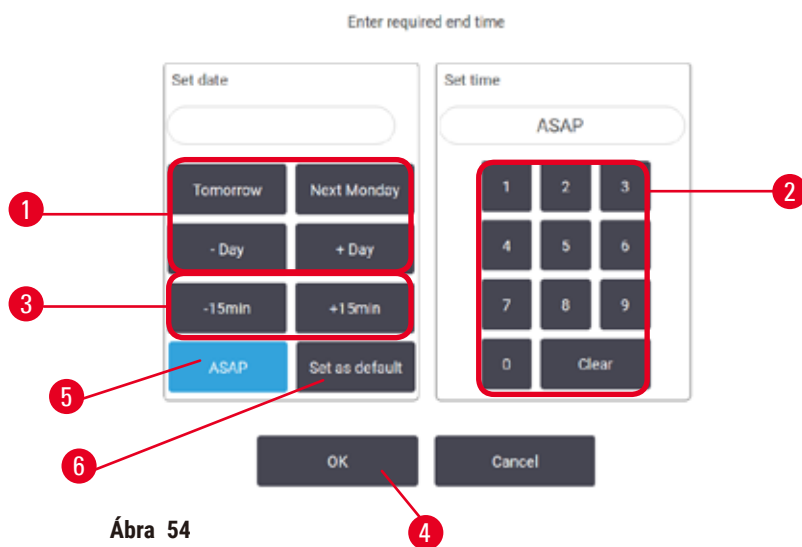 Enter required end time
Set date
Set time
ASAP
Tomorrow
Next Monday
- Day
+ Day
-15min
+15min
ASAP
Set as default
1
2
3
4
5
6
7
8
9
0
Clear
OK
Cancel
1
2
3
5
6
4
Ábra 54